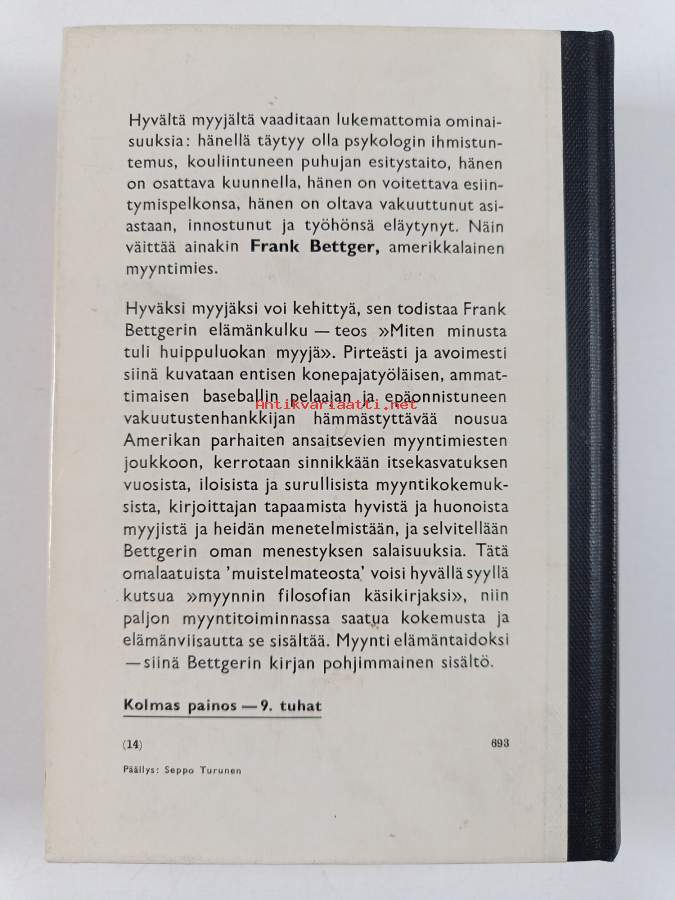 Hyvältä myyjältä vaaditaan lukemattomia ominai-
suuksia: hänellä täytyy olla psykologin ihmistun-
temus, kouliintuneen puhujan esitystaito, hänen
on osattava kuunnella, hänen on voitettava esiin-
tymispelkonsa, hänen on oltava vakuuttunut asi-
astaan, innostunut ja työhönsä eläytynyt. Näin
väittää ainakin Frank Bettger, amerikkalainen
myyntimies.
Hyväksi myyjäksi voi kehittyä, sen todistaa Frank
Bettgerin elämänkulku — teos »Miten minusta
tuli huippuluokan myyjä». Pirteästi ja avoimesti
siinä kuvataan entisen konepajatyöläisen, ammat-
timaisen baseballin pelaajan ja epäonnistuneen
Antikvariaatti.net
vakuutustenhankkijan hämmästyttävää nousua
Amerikan parhaiten ansaitsevien myyntimiesten
joukkoon, kerrotaan sinnikkään itsekasvatuksen
vuosista, iloisista ja surullisista myyntikokemuk-
sista, kirjoittajan tapaamista hyvistä ja huonoista
myyjistä ja heidän menetelmistään, ja selvitellään
Bettgerin oman menestyksen salaisuuksia. Tätä
omalaatuista 'muistelmateosta' voisi hyvällä syyllä
kutsua »myynnin filosofian käsikirjaksi», niin
paljon myyntitoiminnassa saatua kokemusta ja
elämänviisautta se sisältää. Myynti elämäntaidoksi
— siinä Bettgerin kirjan pohjimmainen sisältö.
Kolmas painos — 9. tuhat
(14) 693
Päällys: Seppo Turunen